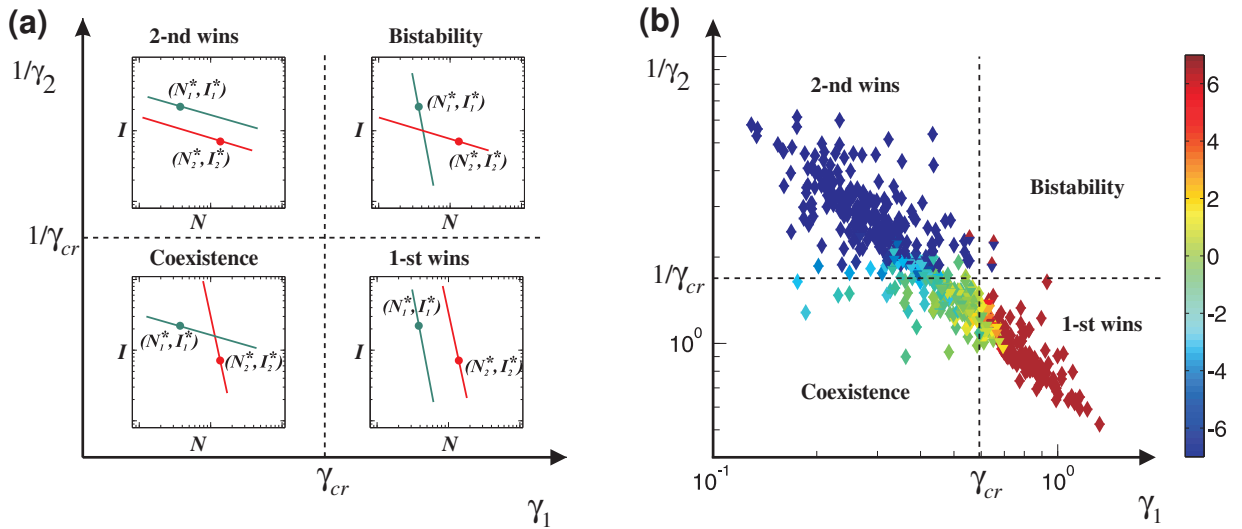 (a)
1/γ2
2-nd wins
(N1*, I1*)
(N2*, I2*)
I
N
Bistability
(N1*, I1*)
(N2*, I2*)
I
N
1/γcr
Coexistence
(N1*, I1*)
(N2*, I2*)
I
N
1-st wins
(N1*, I1*)
(N2*, I2*)
I
N
γcr
γ1
(b)
1/γ2
2-nd wins
Bistability
1/γcr
1-st wins
10^0
Coexistence
10^-1
γcr
10^0
γ1
6
4
2
0
-2
-4
-6